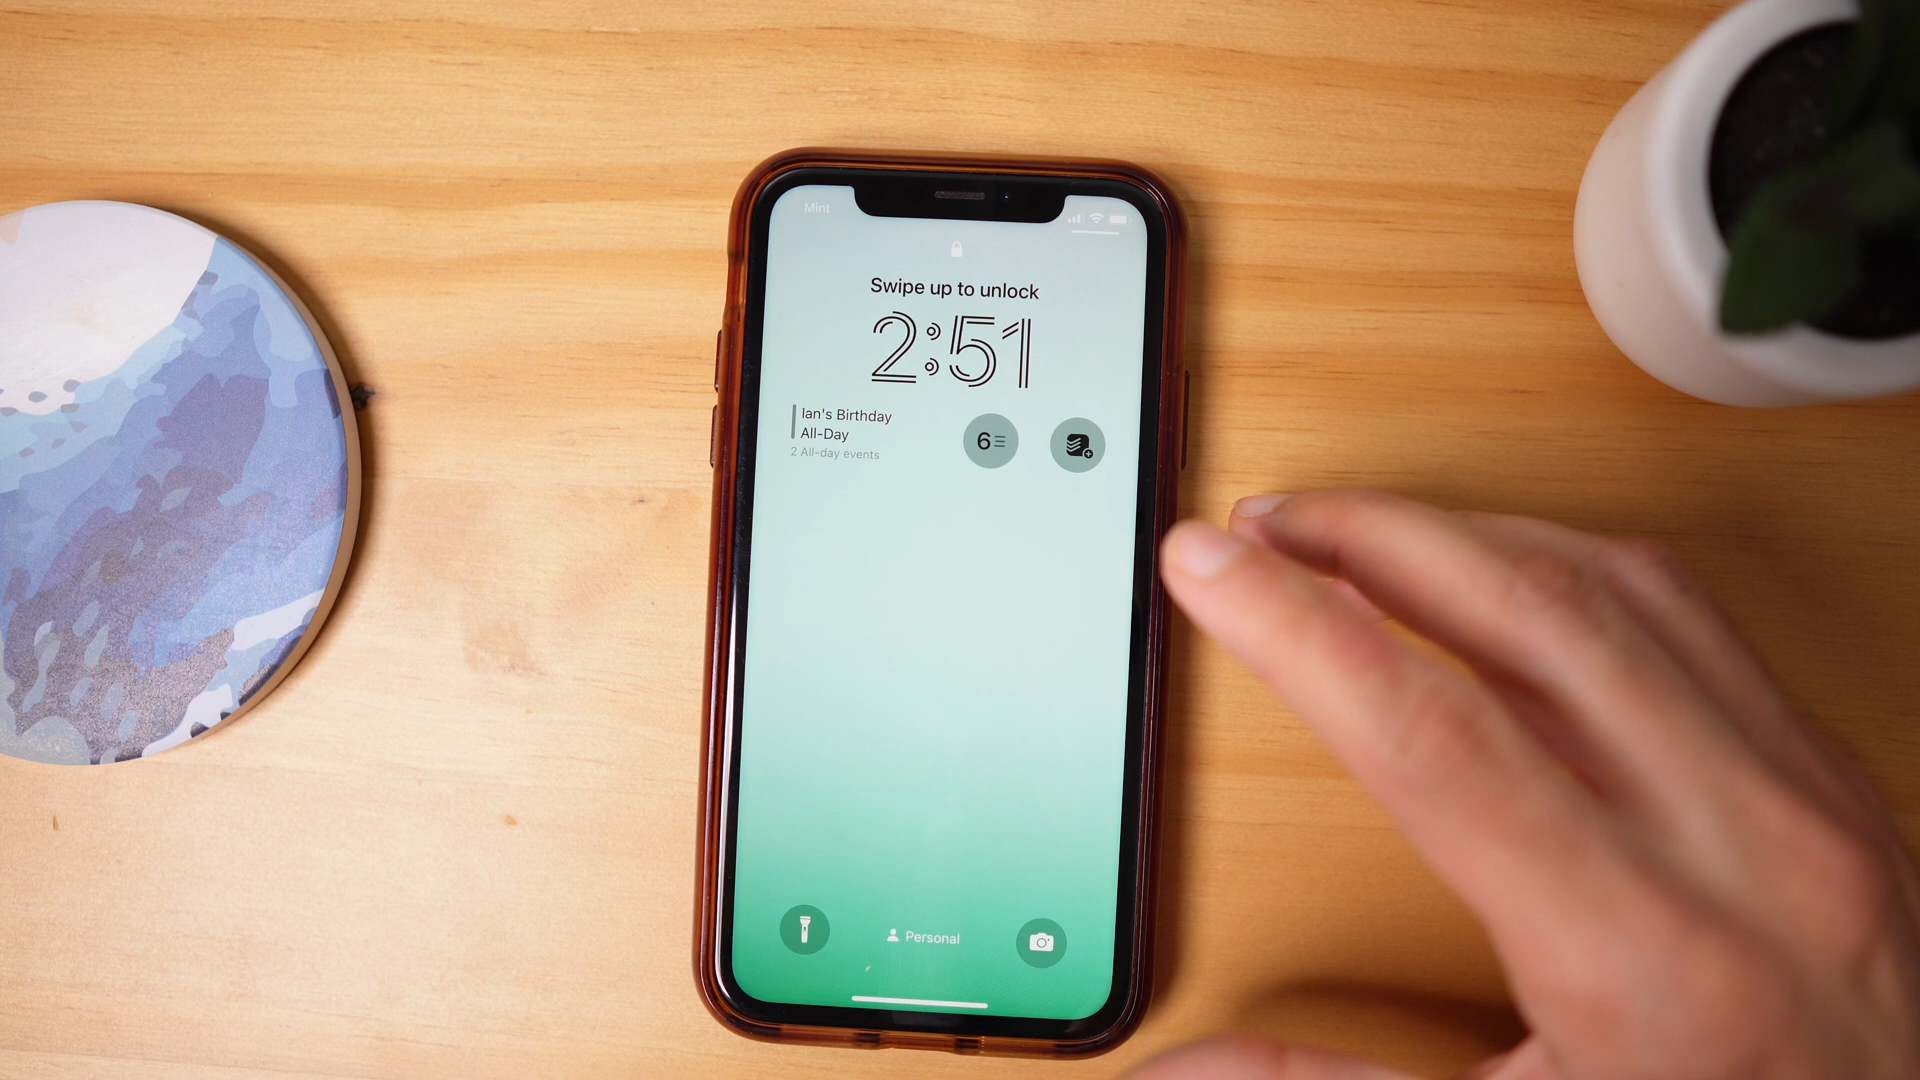 Mint
Swipe up to unlock
2:51
Ian's Birthday
All-Day
2 All-day events
6
Personal